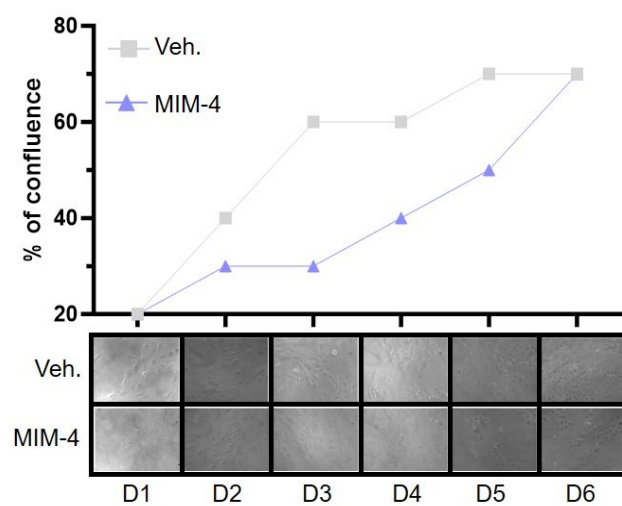 80
Veh.
MIM-4
60
40
20
% of confluence
Veh.
MIM-4
D1 D2 D3 D4 D5 D6